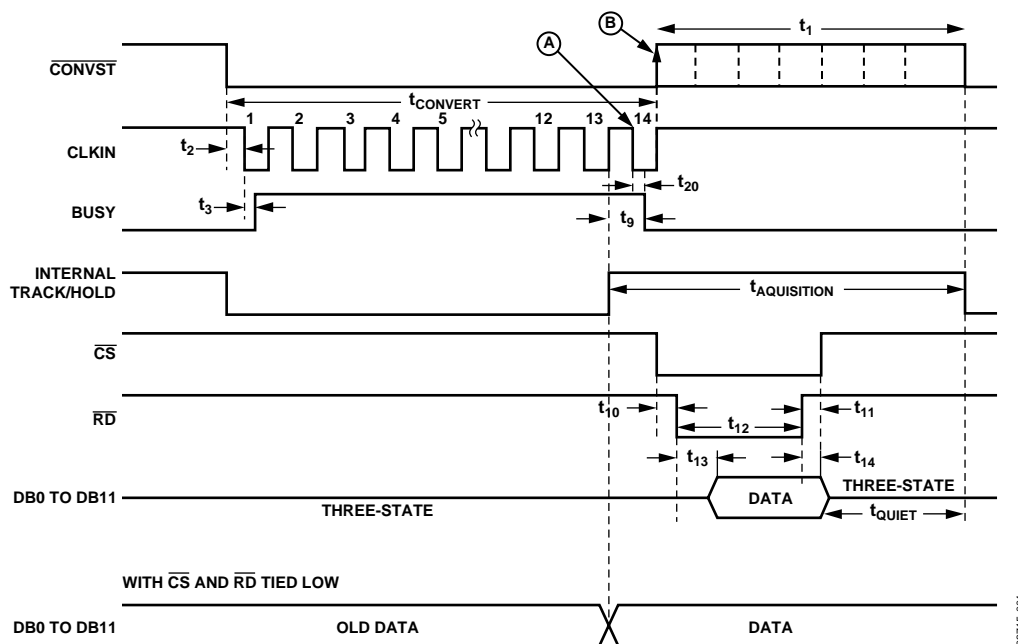 B
t1
A
CONVST
tCONVERT
1 2 3 4 5 12 13 14
t2
CLKIN
t20
t3
BUSY
t9
INTERNAL
TRACK/HOLD
tAQUISITION
CS
RD
t10
t12
t11
t13
t14
DB0 TO DB11
THREE-STATE
DATA
THREE-STATE
tQUIET
WITH CS AND RD TIED LOW
DB0 TO DB11
OLD DATA
DATA